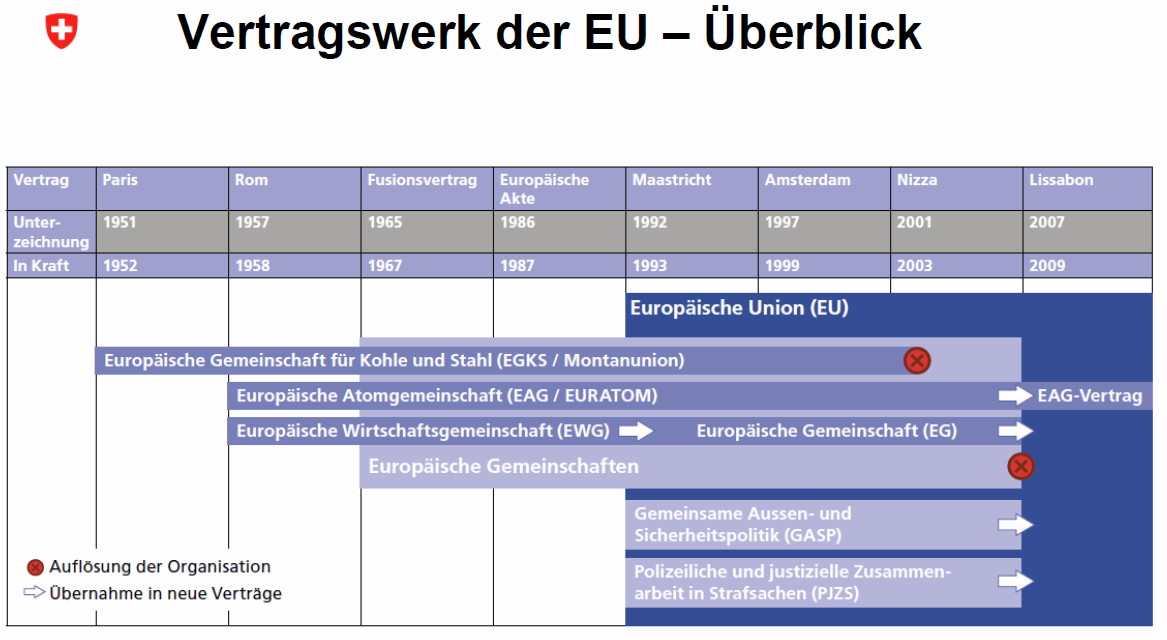 Vertragswerk der EU – Überblick
Vertrag Paris Rom Fusionsvertrag Europäische Akte Maastricht Amsterdam Nizza Lissabon
Unter-
zeichnung 1951 1957 1965 1986 1992 1997 2001 2007
In Kraft 1952 1958 1967 1987 1993 1999 2003 2009
Europäische Union (EU)
Europäische Gemeinschaft für Kohle und Stahl (EGKS / Montanunion)
Europäische Atomgemeinschaft (EAG / EURATOM) EAG-Vertrag
Europäische Wirtschaftsgemeinschaft (EWG) Europäische Gemeinschaft (EG)
Europäische Gemeinschaften
Gemeinsame Aussen- und
Sicherheitspolitik (GASP)
Polizeiliche und justizielle Zusammen-
arbeit in Strafsachen (PJZS)
Auflösung der Organisation
Übernahme in neue Verträge